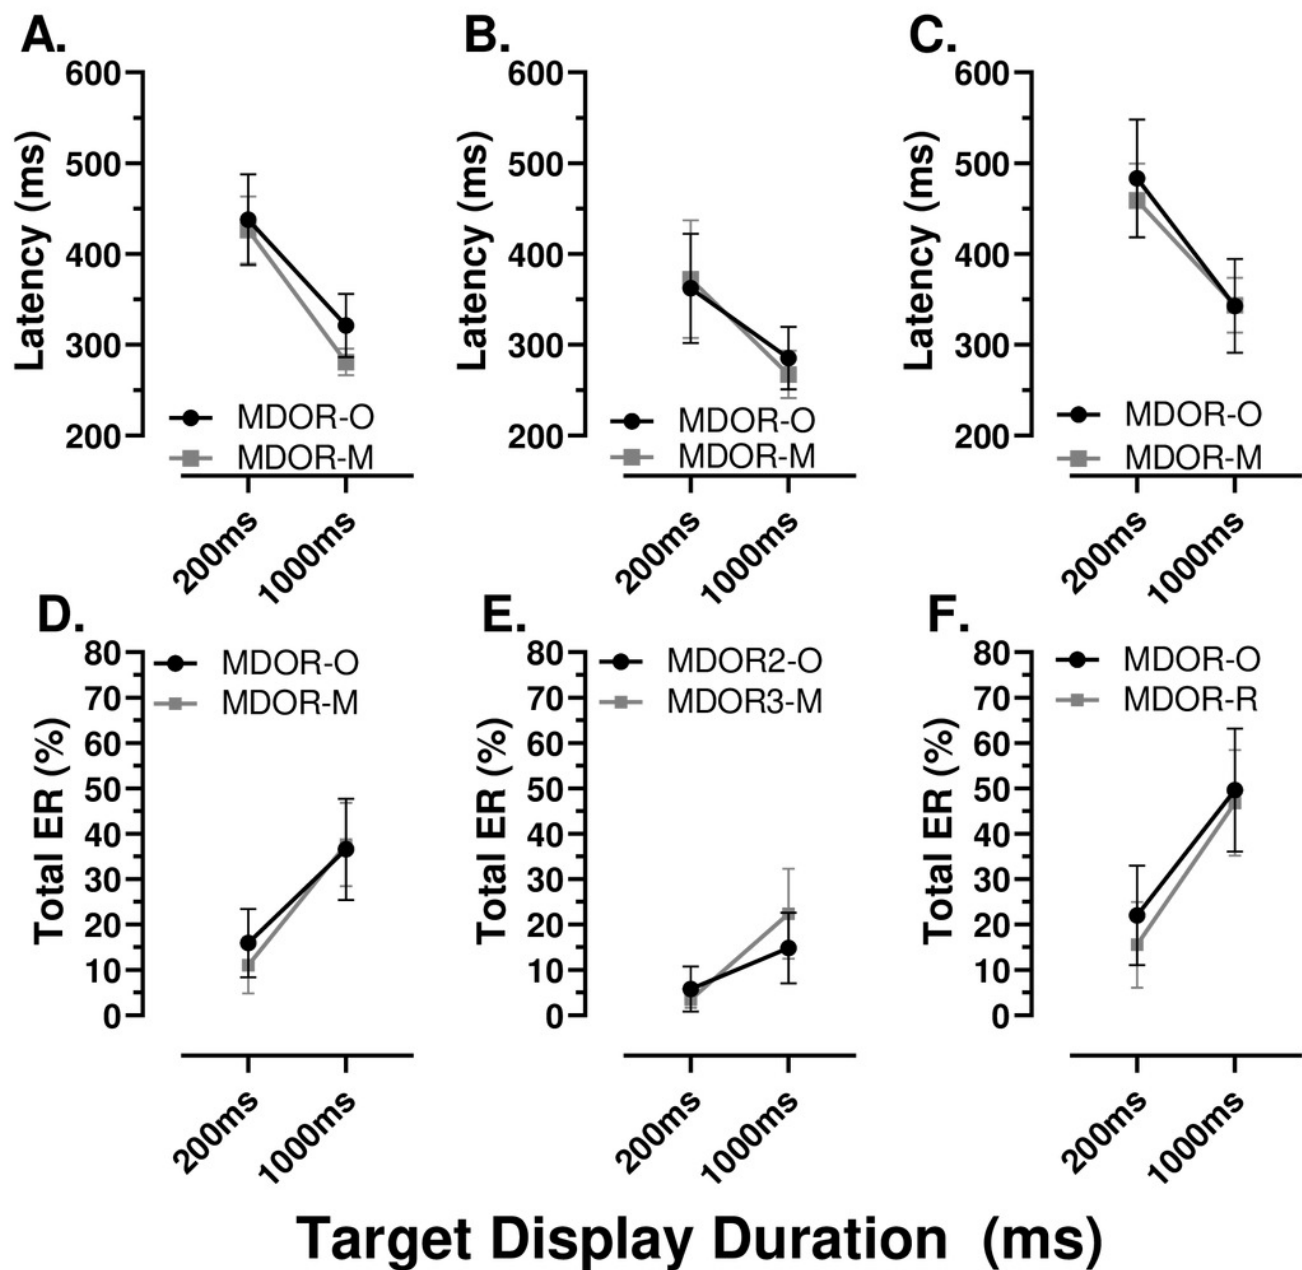 A.
600
500
400
300
200
Latency (ms)
MDOR-O
MDOR-M
200ms
1000ms
B.
600
500
400
300
200
Latency (ms)
MDOR-O
MDOR-M
200ms
1000ms
C.
600
500
400
300
200
Latency (ms)
MDOR-O
MDOR-M
200ms
1000ms
D.
80
70
60
50
40
30
20
10
0
Total ER (%)
MDOR-O
MDOR-M
200ms
1000ms
E.
80
70
60
50
40
30
20
10
0
Total ER (%)
MDOR2-O
MDOR3-M
200ms
1000ms
F.
80
70
60
50
40
30
20
10
0
Total ER (%)
MDOR-O
MDOR-R
200ms
1000ms
Target Display Duration (ms)